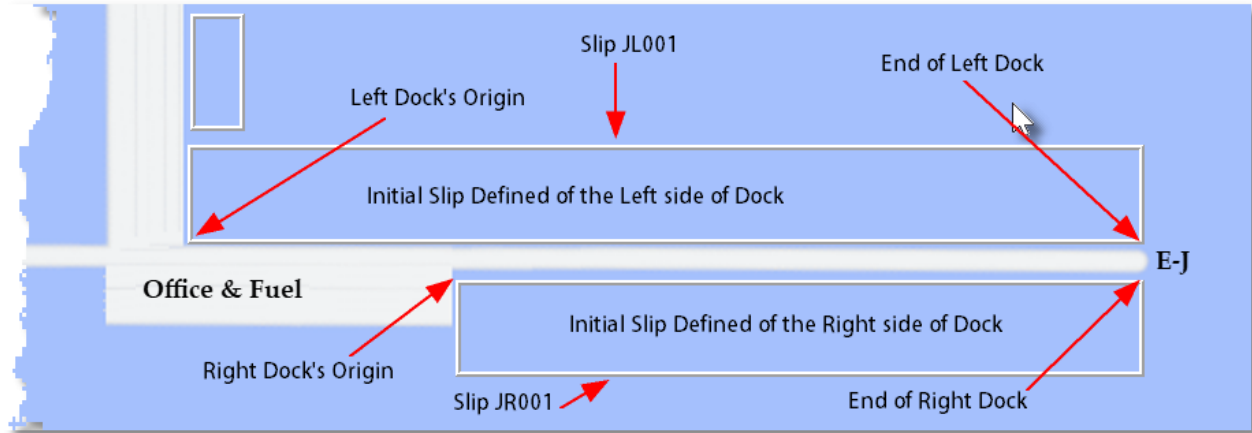 Slip JL001
End of Left Dock
Left Dock's Origin
Initial Slip Defined of the Left side of Dock
E-J
Office & Fuel
Initial Slip Defined of the Right side of Dock
Right Dock's Origin
Slip JR001
End of Right Dock